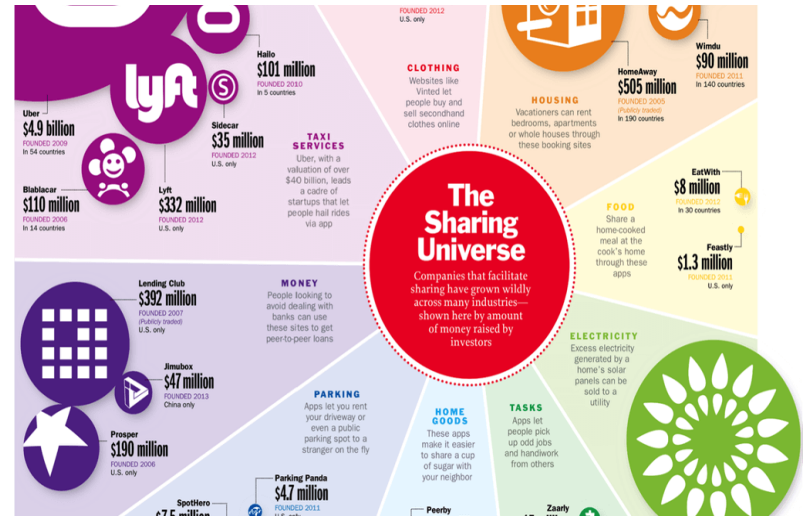 FOUNDED 2012
U.S. only
Hailo
$101 million
FOUNDED 2010
In 5 countries
lyft
S
Sidecar
$35 million
FOUNDED 2012
U.S. only
Uber
$4.9 billion
FOUNDED 2009
In 54 countries
Blablacar
$110 million
FOUNDED 2006
In 14 countries
Lyft
$332 million
FOUNDED 2012
U.S. only
TAXI
SERVICES
Uber, with a
valuation of over
$40 billion, leads
a cadre of
startups that let
people hail rides
via app
CLOTHING
Websites like
Vinted let
people buy and
sell secondhand
clothes online
HOUSING
Vacationers can rent
bedrooms, apartments
or whole houses through
these booking sites
HomeAway
$505 million
FOUNDED 2005
(Publicly traded)
In 190 countries
Wimdu
$90 million
FOUNDED 2011
In 140 countries
The
Sharing
Universe
Companies that facilitate
sharing have grown wildly
across many industries—
shown here by amount
of money raised by
investors
FOOD
Share a
home-cooked
meal at the
cook's home
through these
apps
EatWith
$8 million
FOUNDED 2012
In 30 countries
Feastly
$1.3 million
FOUNDED 2011
U.S. only
MONEY
People looking to
avoid dealing with
banks can use
these sites to get
peer-to-peer loans
Lending Club
$392 million
FOUNDED 2007
(Publicly traded)
U.S. only
Jimubox
$47 million
FOUNDED 2013
China only
Prosper
$190 million
FOUNDED 2006
U.S. only
ELECTRICITY
Excess electricity
generated by a
home's solar
panels can be
sold to a
utility
PARKING
Apps let you rent
your driveway or
even a public
parking spot to a
stranger on the fly
HOME
GOODS
These apps
make it easier
to share a cup
of sugar with
your neighbor
TASKS
Apps let
people pick
up odd jobs
and handiwork
from others
Parking Panda
$4.7 million
FOUNDED 2011
SpotHero
$7.5 million
Peerby
Zaarly